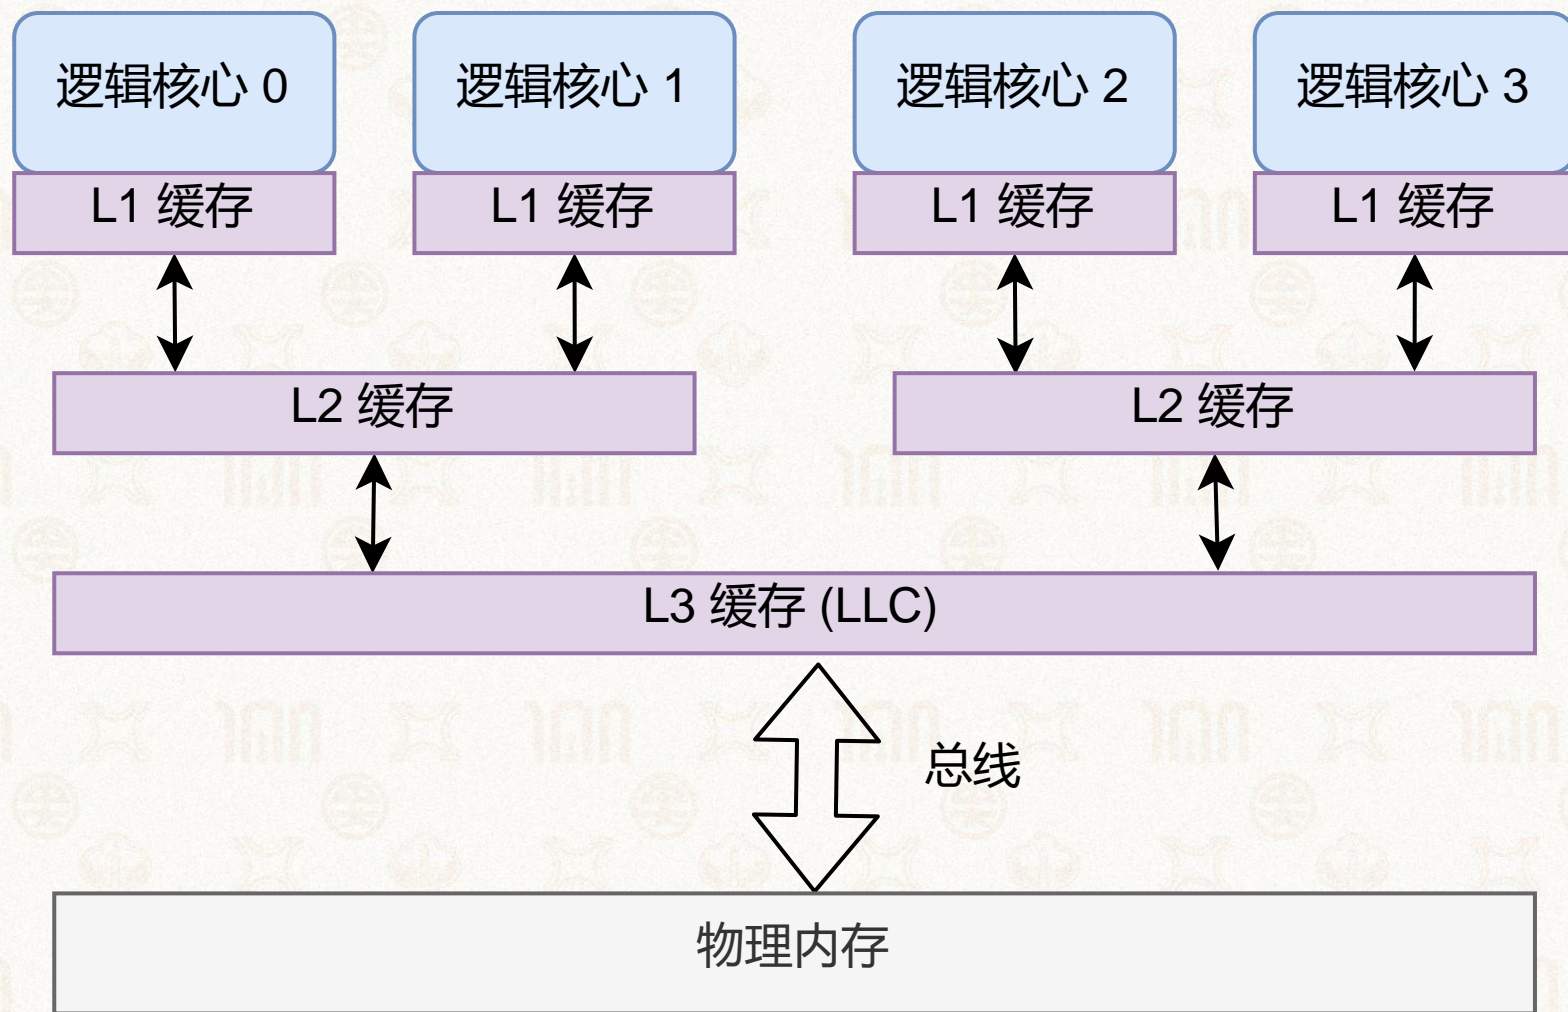 逻辑核心 0
逻辑核心 1
逻辑核心 2
逻辑核心 3
L1 缓存
L1 缓存
L1 缓存
L1 缓存
L2 缓存
L2 缓存
L3 缓存 (LLC)
总线
物理内存